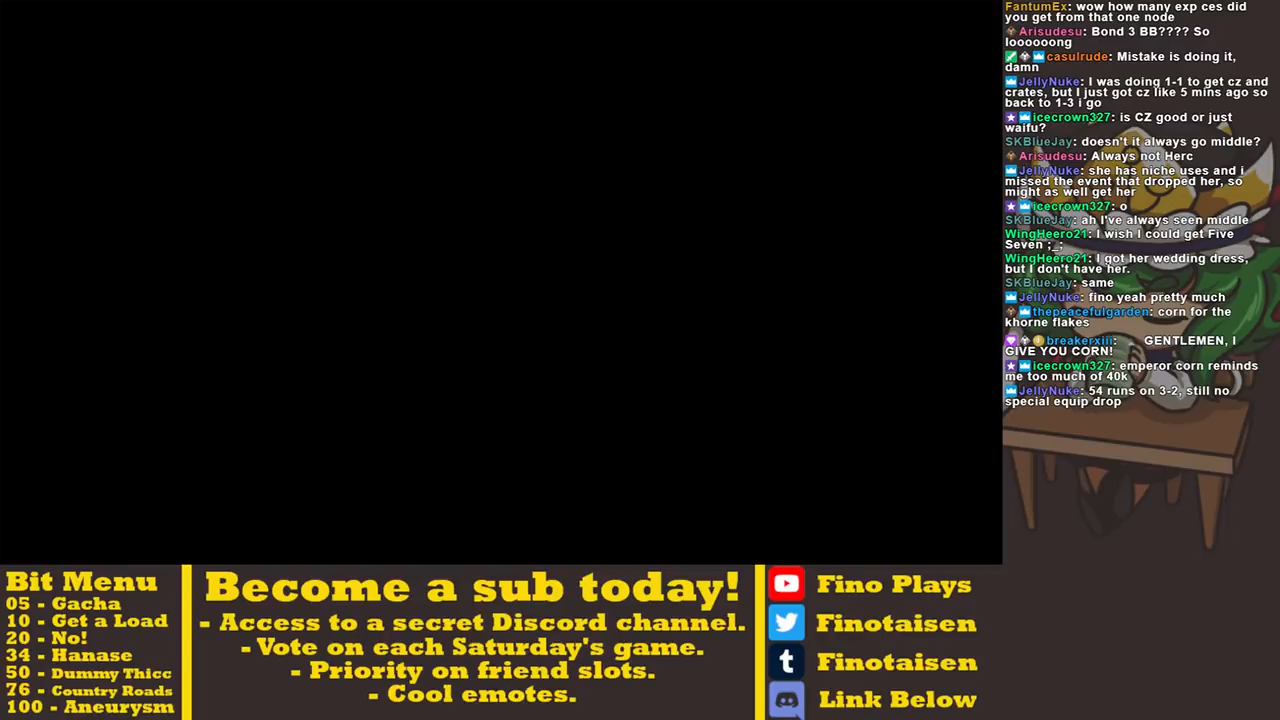 FantumEx: wow how many exp ces did
you get from that one node
Arisudesu: Bond 3 BB???? So
loooooong
casulrude: Mistake is doing it,
damn
JellyNuke: I was doing 1-1 to get cz and
crates, but I just got cz like 5 mins ago so
back to 1-3 i go
icecrown327: is CZ good or just
waifu?
SKBlueJay: doesn't it always go middle?
Arisudesu: Always not Herc
JellyNuke: she has niche uses and i
missed the event that dropped her, so
might as well get her
icecrown327: o
SKBlueJay: ah I've always seen middle
WingHeero21: I wish I could get Five
Seven ;_;
WingHeero21: I got her wedding dress,
but I don't have her.
SKBlueJay: same
JellyNuke: fino yeah pretty much
thepeacefulgarden: corn for the
khorne flakes
breakerxiii: GENTLEMEN, I
GIVE YOU CORN!
icecrown327: emperor corn reminds
me too much of 40k
JellyNuke: 54 runs on 3-2, still no
special equip drop
Bit Menu
05 - Gacha
10 - Get a Load
20 - No!
34 - Hanase
50 - Dummy Thicc
76 - Country Roads
100 - Aneurysm
Become a sub today!
- Access to a secret Discord channel.
- Vote on each Saturday's game.
- Priority on friend slots.
- Cool emotes.
Fino Plays
Finotaisen
Finotaisen
Link Below